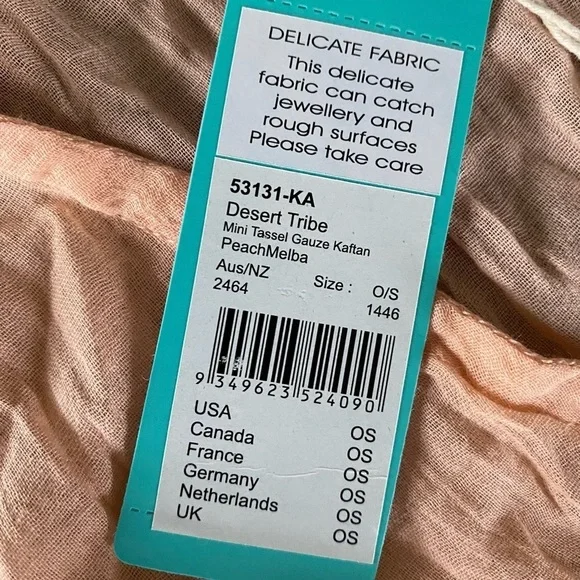 DELICATE FABRIC
This delicate
fabric can catch
jewellery and
rough surfaces
Please take care
53131-KA
Desert Tribe
Mini Tassel Gauze Kaftan
PeachMelba
Aus/NZ Size : O/S
2464 1446
9 349623 524090
USA OS
Canada OS
France OS
Germany OS
Netherlands OS
UK OS